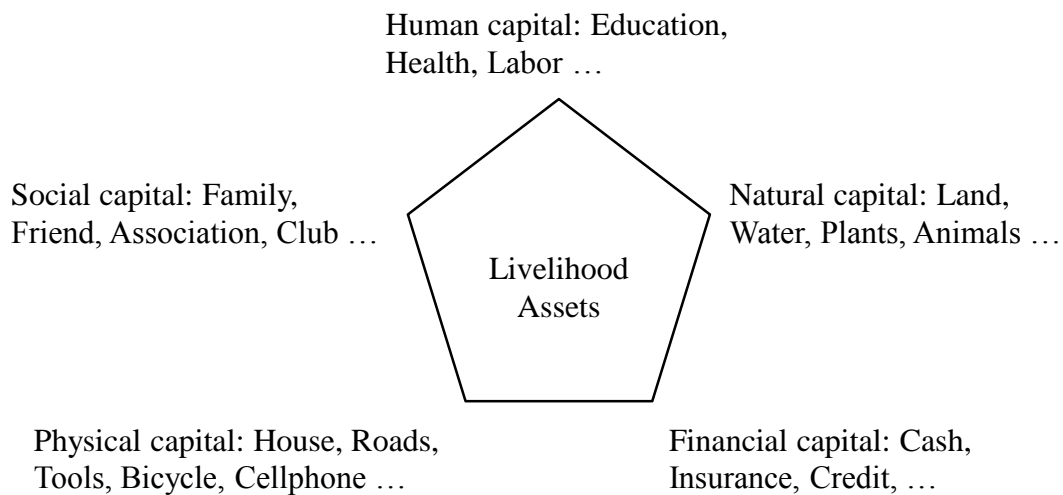 Human capital: Education,
Health, Labor …
Social capital: Family,
Friend, Association, Club …
Natural capital: Land,
Water, Plants, Animals …
Livelihood
Assets
Physical capital: House, Roads,
Tools, Bicycle, Cellphone …
Financial capital: Cash,
Insurance, Credit, …